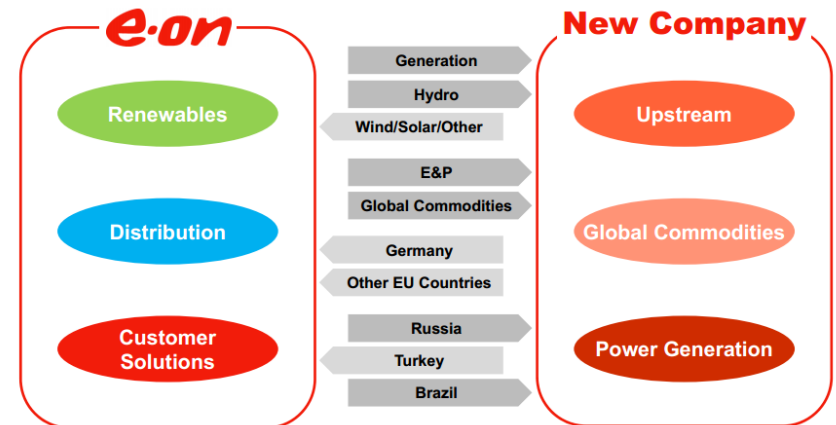 e·on
New Company
Generation
Hydro
Wind/Solar/Other
E&P
Global Commodities
Germany
Other EU Countries
Russia
Turkey
Brazil
Renewables
Distribution
Customer
Solutions
Upstream
Global Commodities
Power Generation